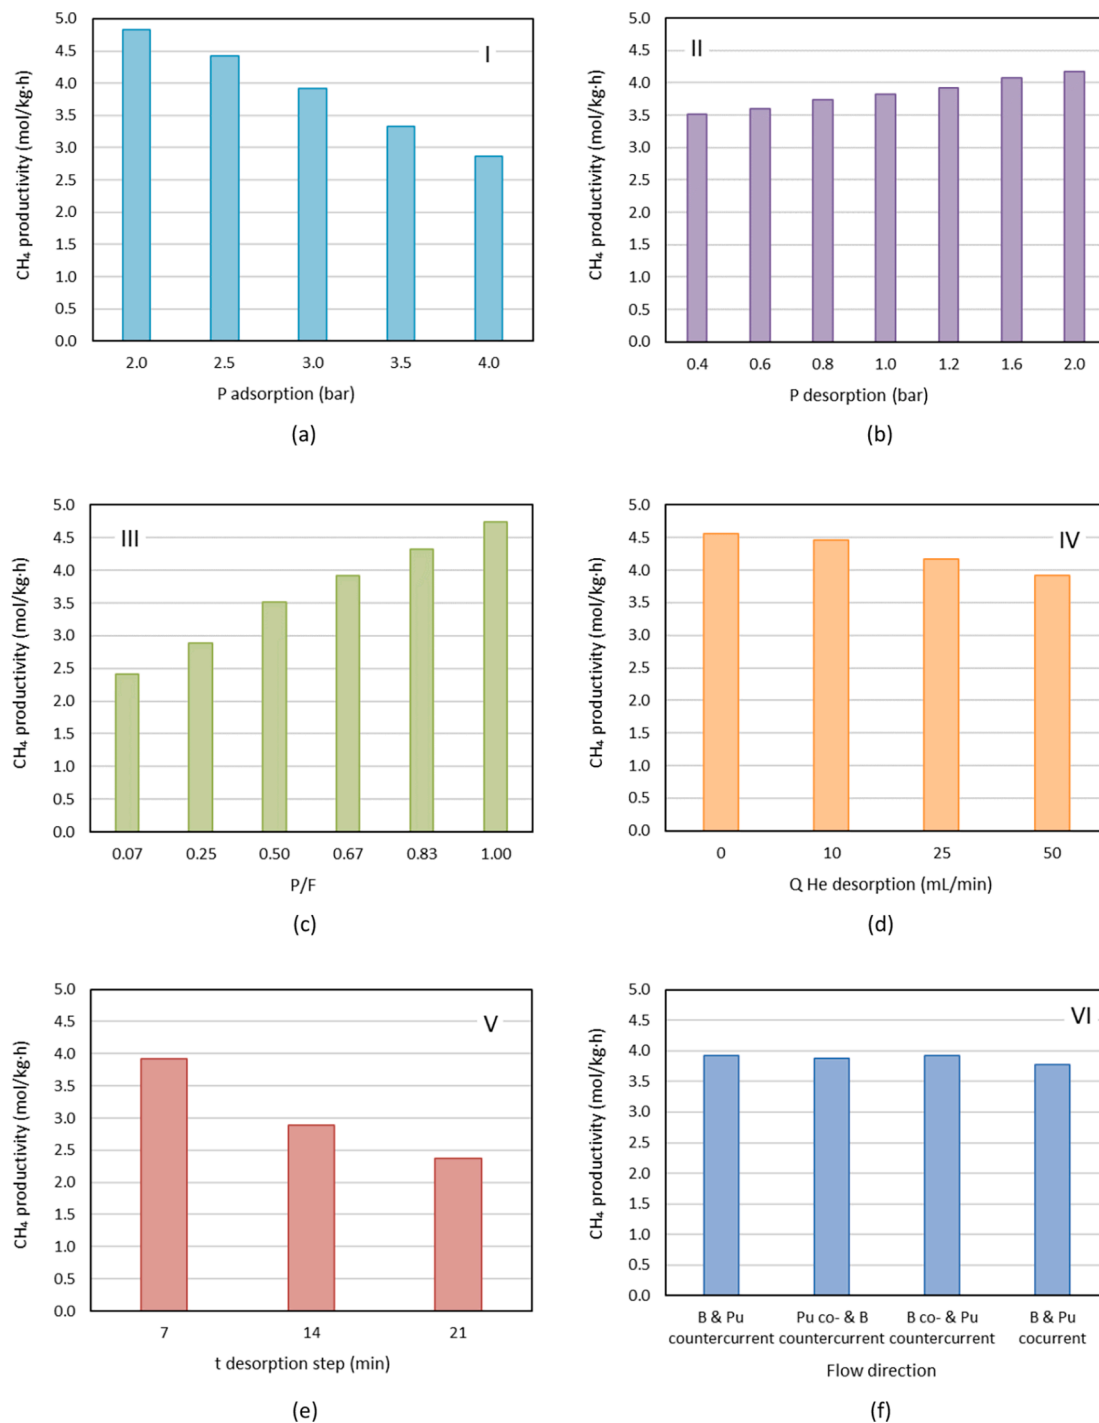 CH₄ productivity (mol/kg·h)
5.0
4.5
4.0
3.5
3.0
2.5
2.0
1.5
1.0
0.5
0.0
I
2.0 2.5 3.0 3.5 4.0
P adsorption (bar)
(a)
CH₄ productivity (mol/kg·h)
5.0
4.5
4.0
3.5
3.0
2.5
2.0
1.5
1.0
0.5
0.0
II
0.4 0.6 0.8 1.0 1.2 1.6 2.0
P desorption (bar)
(b)
CH₄ productivity (mol/kg·h)
5.0
4.5
4.0
3.5
3.0
2.5
2.0
1.5
1.0
0.5
0.0
III
0.07 0.25 0.50 0.67 0.83 1.00
P/F
(c)
CH₄ productivity (mol/kg·h)
5.0
4.5
4.0
3.5
3.0
2.5
2.0
1.5
1.0
0.5
0.0
IV
0 10 25 50
Q He desorption (mL/min)
(d)
CH₄ productivity (mol/kg·h)
5.0
4.5
4.0
3.5
3.0
2.5
2.0
1.5
1.0
0.5
0.0
V
7 14 21
t desorption step (min)
(e)
CH₄ productivity (mol/kg·h)
5.0
4.5
4.0
3.5
3.0
2.5
2.0
1.5
1.0
0.5
0.0
VI
B & Pu Pu co- & B B co- & Pu B & Pu
countercurrent countercurrent countercurrent cocurrent
Flow direction
(f)